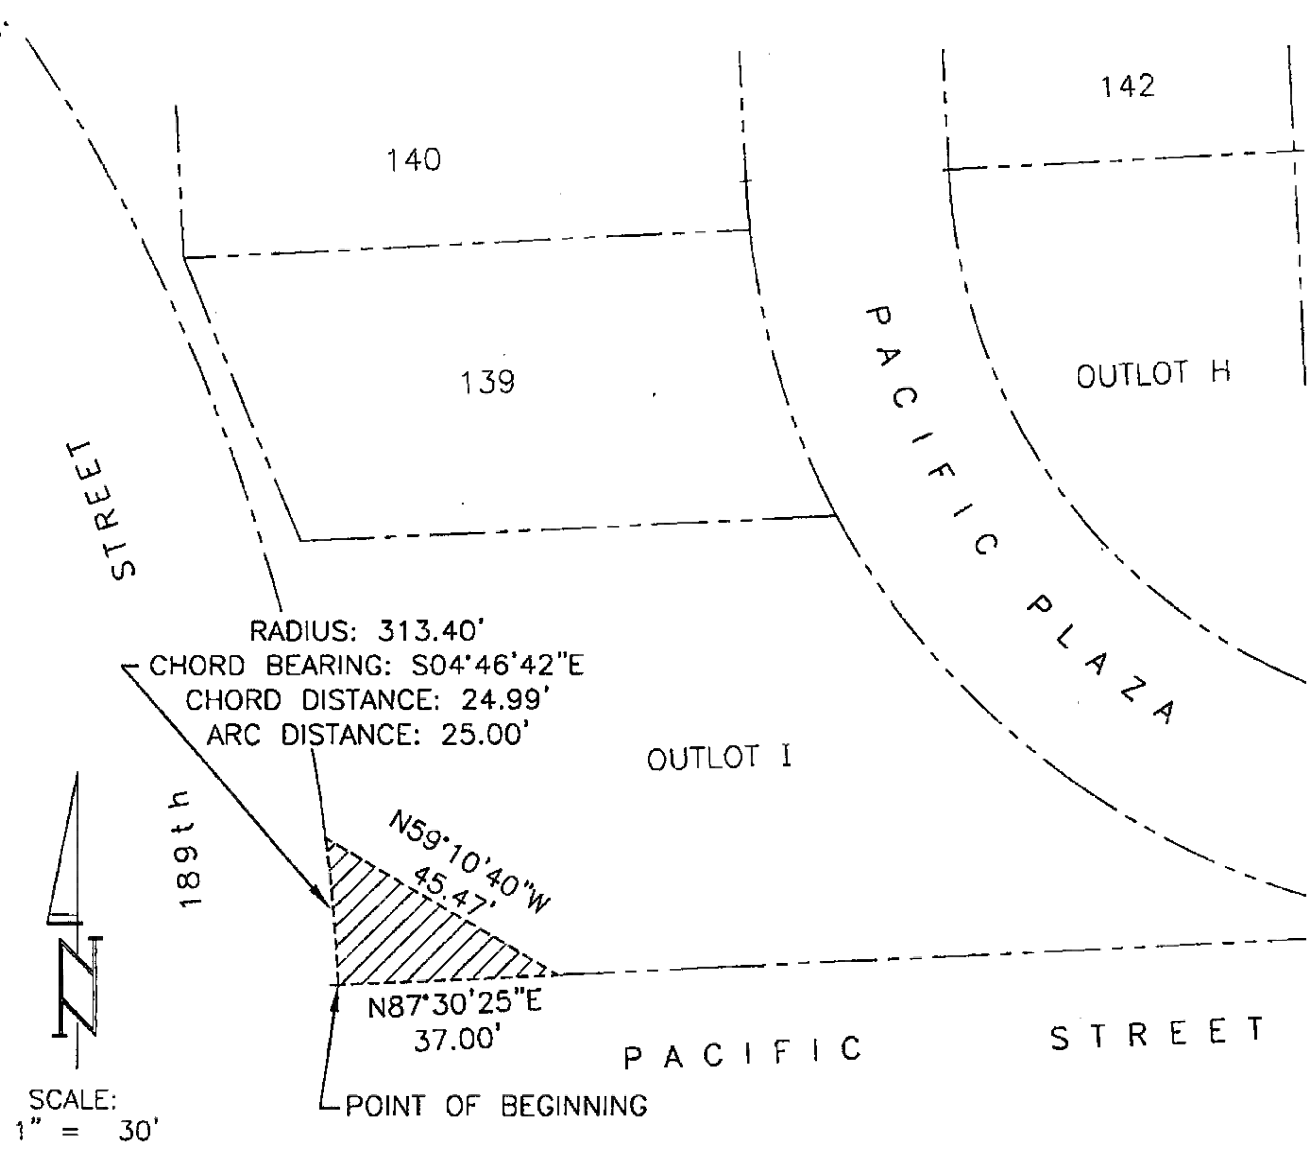 142
140
139
OUTLOT H
PACIFIC PLAZA
STREET
RADIUS: 313.40'
CHORD BEARING: S04°46'42"E
CHORD DISTANCE: 24.99'
ARC DISTANCE: 25.00'
OUTLOT I
189th
N59°10'40"W
45.47'
N
N87°30'25"E
37.00'
PACIFIC STREET
POINT OF BEGINNING
SCALE:
1" = 30'